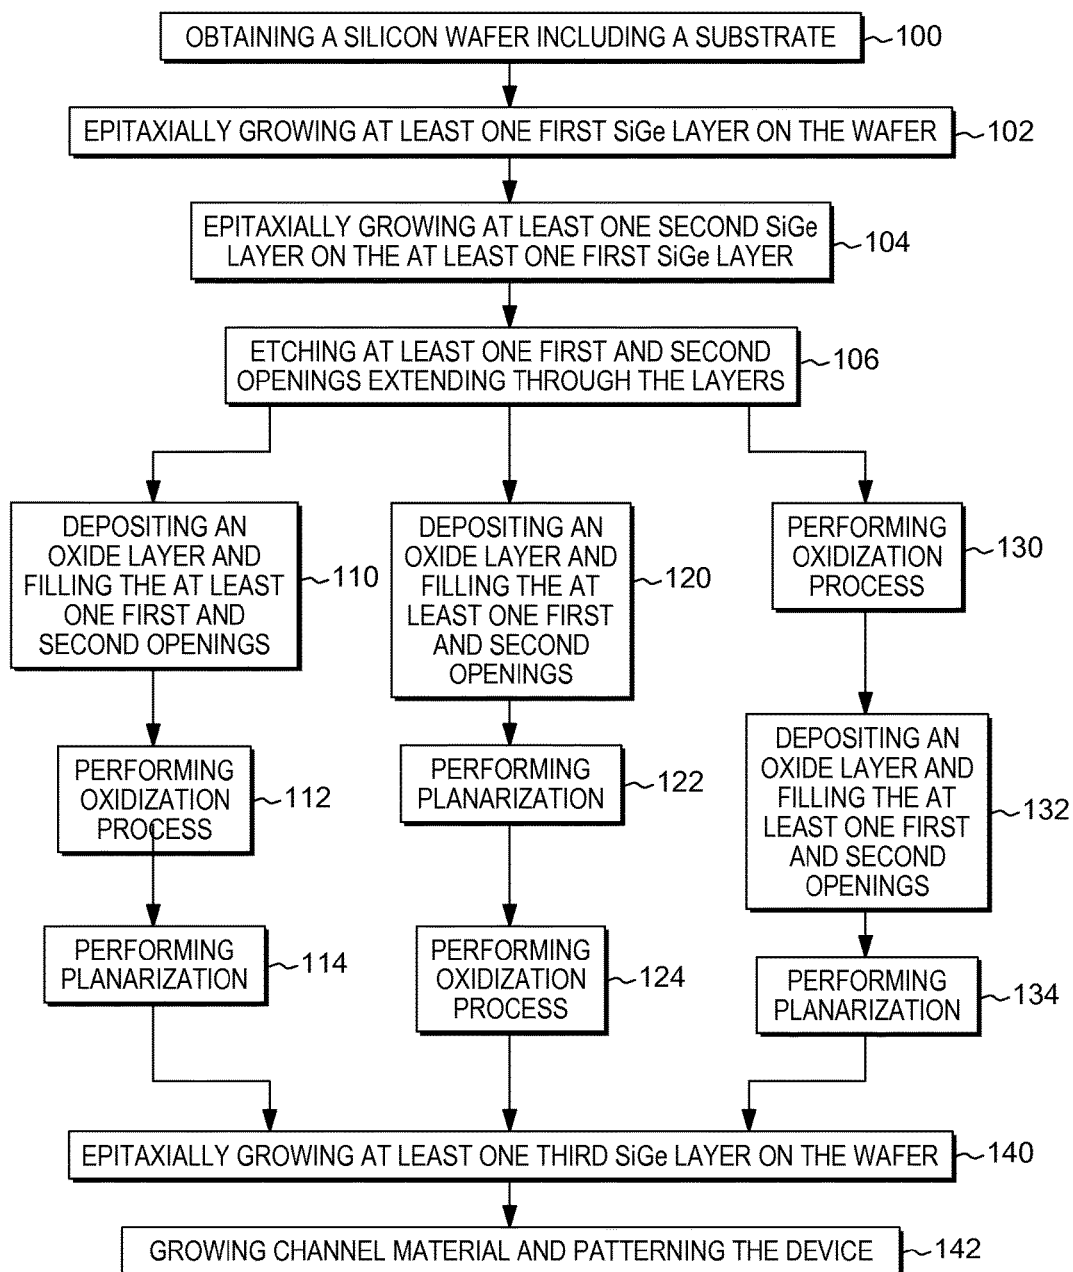 OBTAINING A SILICON WAFER INCLUDING A SUBSTRATE
100
EPITAXIALLY GROWING AT LEAST ONE FIRST SiGe LAYER ON THE WAFER
102
EPITAXIALLY GROWING AT LEAST ONE SECOND SiGe
LAYER ON THE AT LEAST ONE FIRST SiGe LAYER
104
ETCHING AT LEAST ONE FIRST AND SECOND
OPENINGS EXTENDING THROUGH THE LAYERS
106
DEPOSITING AN
OXIDE LAYER AND
FILLING THE AT LEAST
ONE FIRST AND
SECOND OPENINGS
110
PERFORMING
OXIDIZATION
PROCESS
112
PERFORMING
PLANARIZATION
114
DEPOSITING AN
OXIDE LAYER AND
FILLING THE AT
LEAST ONE FIRST
AND SECOND
OPENINGS
120
PERFORMING
PLANARIZATION
122
PERFORMING
OXIDIZATION
PROCESS
124
PERFORMING
OXIDIZATION
PROCESS
130
DEPOSITING AN
OXIDE LAYER AND
FILLING THE AT
LEAST ONE FIRST
AND SECOND
OPENINGS
132
PERFORMING
PLANARIZATION
134
EPITAXIALLY GROWING AT LEAST ONE THIRD SiGe LAYER ON THE WAFER
140
GROWING CHANNEL MATERIAL AND PATTERNING THE DEVICE
142